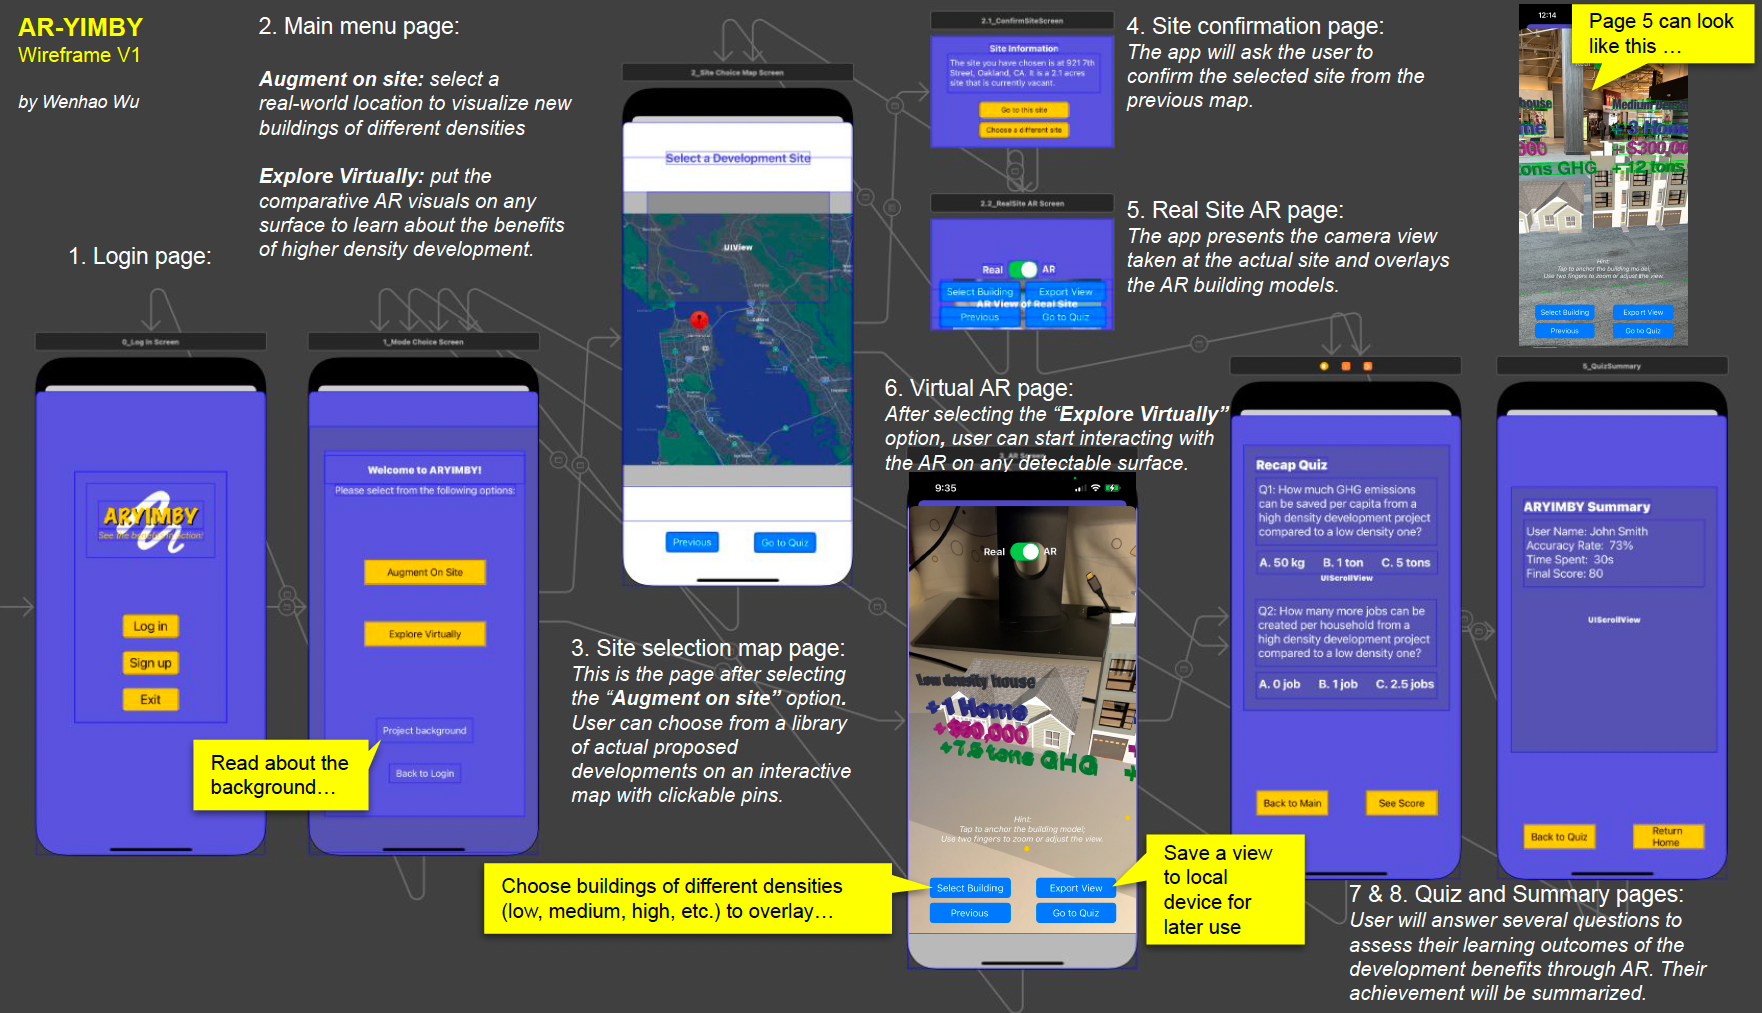 AR-YIMBY
Wireframe V1
by Wenhao Wu
2. Main menu page:
Augment on site: select a
real-world location to visualize new
buildings of different densities
Explore Virtually: put the
comparative AR visuals on any
surface to learn about the benefits
of higher density development.
1. Login page:
0_Log In Screen
ARYIMBY
See the benefits in action!
Log in
Sign up
Exit
1_Mode Choice Screen
Welcome to ARYIMBY!
Please select from the following options:
Augment On Site
Explore Virtually
Project background
Back to Login
Read about the
background…
2_Site Choice Map Screen
Select a Development Site
UIView
Previous
Go to Quiz
3. Site selection map page:
This is the page after selecting
the “Augment on site” option.
User can choose from a library
of actual proposed
developments on an interactive
map with clickable pins.
2.1_ConfirmSiteScreen
Site Information
The site you have chosen is at 921 7th
Street, Oakland, CA. It is a 2.1 acres
site that is currently vacant.
Go to this site
Choose a different site
4. Site confirmation page:
The app will ask the user to
confirm the selected site from the
previous map.
2.2_RealSite AR Screen
Real
AR
Select Building
Export View
AR View of Real Site
Previous
Go to Quiz
5. Real Site AR page:
The app presents the camera view
taken at the actual site and overlays
the AR building models.
12:14
Page 5 can look
like this …
house
Medium
me
+ 3 Home
+ $300,00
tons GHG
+ 12 tons
Hint:
Tap to anchor the building model;
Use two fingers to zoom or adjust the view.
Select Building
Export View
Previous
Go to Quiz
6. Virtual AR page:
After selecting the “Explore Virtually”
option, user can start interacting with
the AR on any detectable surface.
3_AR Screen
9:35
Real
AR
Low density house
+ 1 Home
+ $50,000
+7.5 tons GHG
Hint:
Tap to anchor the building model;
Use two fingers to zoom or adjust the view.
Select Building
Export View
Previous
Go to Quiz
Choose buildings of different densities
(low, medium, high, etc.) to overlay…
Save a view
to local
device for
later use
Recap Quiz
Q1: How much GHG emissions
can be saved per capita from a
high density development project
compared to a low density one?
A. 50 kg B. 1 ton C. 5 tons
UIScrollView
Q2: How many more jobs can be
created per household from a
high density development project
compared to a low density one?
A. 0 job B. 1 job C. 2.5 jobs
Back to Main
See Score
5_QuizSummary
ARYIMBY Summary
User Name: John Smith
Accuracy Rate: 73%
Time Spent: 30s
Final Score: 80
UIScrollView
Back to Quiz
Return
Home
7 & 8. Quiz and Summary pages:
User will answer several questions to
assess their learning outcomes of the
development benefits through AR. Their
achievement will be summarized.